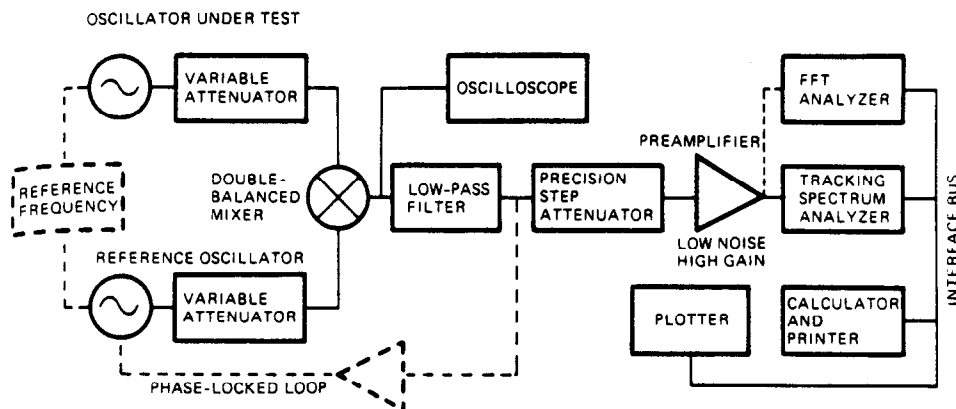 OSCILLATOR UNDER TEST
VARIABLE
ATTENUATOR
OSCILLOSCOPE
FFT
ANALYZER
PREAMPLIFIER
REFERENCE
FREQUENCY
DOUBLE-
BALANCED
MIXER
LOW-PASS
FILTER
PRECISION
STEP
ATTENUATOR
TRACKING
SPECTRUM
ANALYZER
LOW NOISE
HIGH GAIN
INTERFACE BUS
REFERENCE OSCILLATOR
VARIABLE
ATTENUATOR
PLOTTER
CALCULATOR
AND
PRINTER
PHASE-LOCKED LOOP